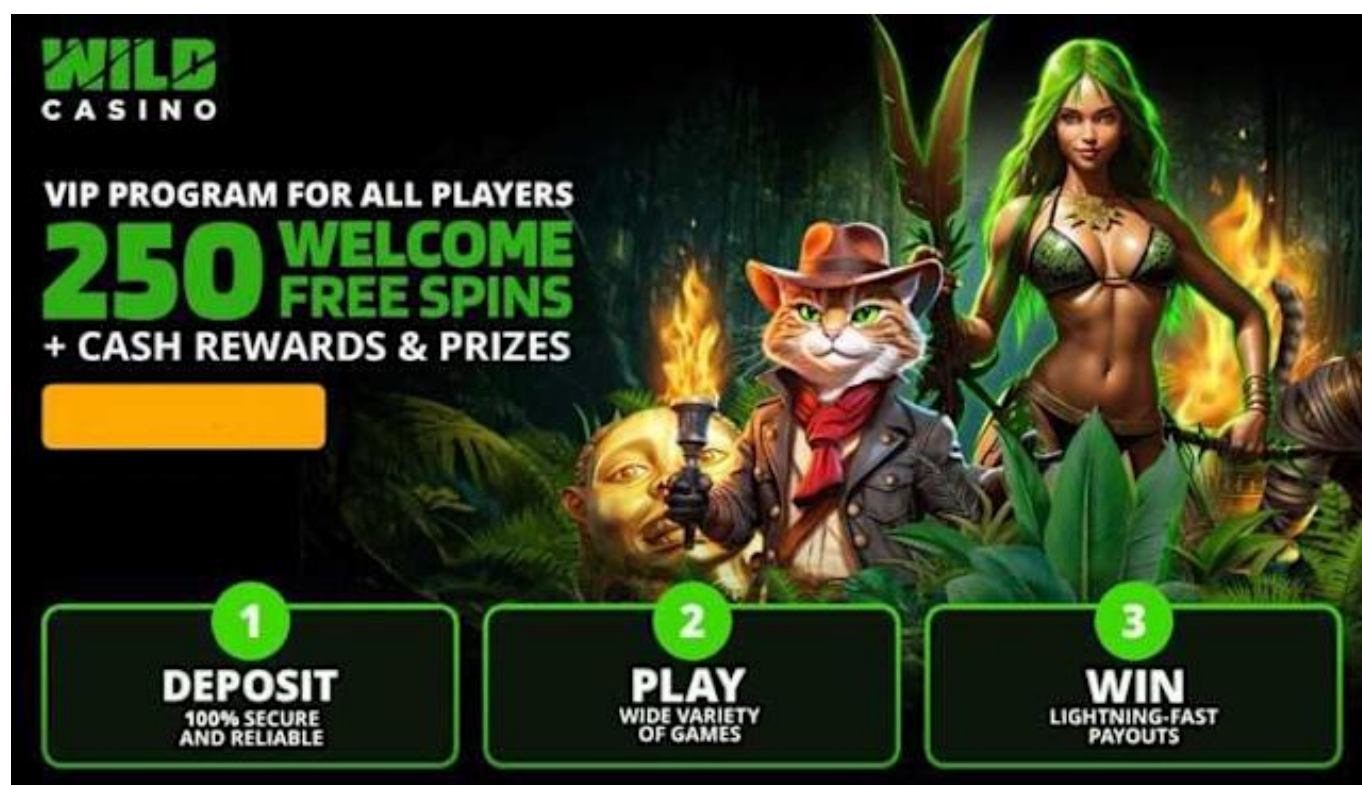 WILD
CASINO
VIP PROGRAM FOR ALL PLAYERS
250 WELCOME
FREE SPINS
+ CASH REWARDS & PRIZES
1
DEPOSIT
100% SECURE
AND RELIABLE
2
PLAY
WIDE VARIETY
OF GAMES
3
WIN
LIGHTNING-FAST
PAYOUTS